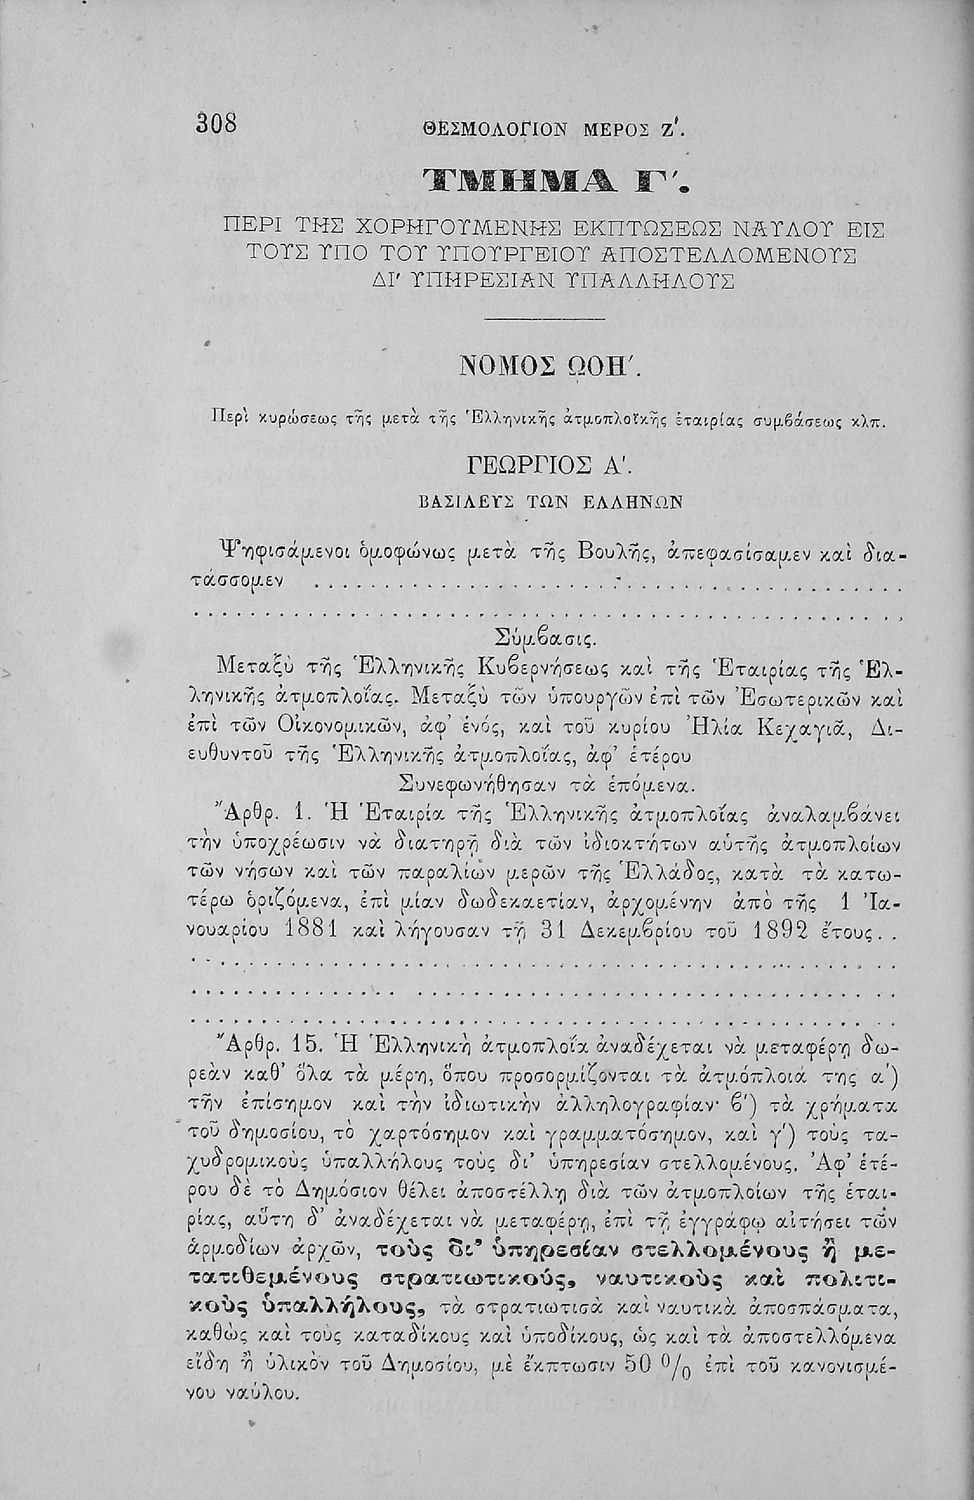 308 ΘΕΣΜΟΛΟΓΙΟΝ ΜΕΡΟΣ Ζ'.
ΤΜΗΜΑ Γ'.
ΠΕΡΙ ΤΗΣ ΧΟΡΗΓΟΥΜΕΝΗΣ ΕΚΠΤΩΣΕΩΣ ΝΑΥΛΟΥ ΕΙΣ
ΤΟΥΣ ΥΠΟ ΤΟΥ ΥΠΟΥΡΓΕΙΟΥ ΑΠΟΣΤΕΛΛΟΜΕΝΟΥΣ
ΔΙ' ΥΠΗΡΕΣΙΑΝ ΥΠΑΛΛΗΛΟΥΣ
ΝΟΜΟΣ ΩΟΗ'.
Περὶ κυρώσεως τῆς μετὰ τῆς Ἑλληνικῆς ἀτμοπλοϊκῆς ἑταιρίας συμβάσεως κλπ.
ΓΕΩΡΓΙΟΣ Α'.
ΒΑΣΙΛΕΥΣ ΤΩΝ ΕΛΛΗΝΩΝ
Ψηφισάμενοι ὁμοφώνως μετὰ τῆς Βουλῆς, ἀπεφασίσαμεν καὶ δια-
τάσσομεν . . . . . . . . . . . . . . . . . . . . . . . . . . . . . .
. . . . . . . . . . . . . . . . . . . . . . . . . . . . . . . . . . . . . .
Σύμβασις.
Μεταξὺ τῆς Ἑλληνικῆς Κυβερνήσεως καὶ τῆς Ἑταιρίας τῆς Ἑλ-
ληνικῆς ἀτμοπλοΐας. Μεταξὺ τῶν ὑπουργῶν ἐπὶ τῶν Ἐσωτερικῶν καὶ
ἐπὶ τῶν Οἰκονομικῶν, ἀφ' ἑνός, καὶ τοῦ κυρίου Ἠλία Κεχαγιᾶ, Δι-
ευθυντοῦ τῆς Ἑλληνικῆς ἀτμοπλοΐας, ἀφ' ἑτέρου
Συνεφωνήθησαν τὰ ἑπόμενα.
Ἄρθρ. 1. Ἡ Ἑταιρία τῆς Ἑλληνικῆς ἀτμοπλοΐας ἀναλαμβάνει
τὴν ὑποχρέωσιν νὰ διατηρῇ διὰ τῶν ἰδιοκτήτων αὑτῆς ἀτμοπλοίων
τῶν νήσων καὶ τῶν παραλίων μερῶν τῆς Ἑλλάδος, κατὰ τὰ κατω-
τέρω ὁριζόμενα, ἐπὶ μίαν δωδεκαετίαν, ἀρχομένην ἀπὸ τῆς 1 Ἰα-
νουαρίου 1881 καὶ λήγουσαν τῇ 31 Δεκεμβρίου τοῦ 1892 ἔτους. .
. . . . . . . . . . . . . . . . . . . . . . . . . . . . . . . . . . . . . .
. . . . . . . . . . . . . . . . . . . . . . . . . . . . . . . . . . . . . .
. . . . . . . . . . . . . . . . . . . . . . . . . . . . . . . . . . . . . .
Ἄρθρ. 15. Ἡ Ἑλληνικὴ ἀτμοπλοΐα ἀναδέχεται νὰ μεταφέρῃ δω-
ρεὰν καθ' ὅλα τὰ μέρη, ὅπου προσορμίζονται τὰ ἀτμόπλοιά της α')
τὴν ἐπίσημον καὶ τὴν ἰδιωτικὴν ἀλληλογραφίαν· β') τὰ χρήματα
τοῦ δημοσίου, τὸ χαρτόσημον καὶ γραμματόσημον, καὶ γ') τοὺς τα-
χυδρομικοὺς ὑπαλλήλους τοὺς δι' ὑπηρεσίαν στελλομένους. Ἀφ' ἑτέ-
ρου δὲ τὸ Δημόσιον θέλει ἀποστέλλῃ διὰ τῶν ἀτμοπλοίων τῆς ἑται-
ρίας, αὕτη δ' ἀναδέχεται νὰ μεταφέρῃ, ἐπὶ τῇ ἐγγράφῳ αἰτήσει τῶν
ἁρμοδίων ἀρχῶν, τοὺς δι' ὑπηρεσίαν στελλομένους ἢ με-
τατιθεμένους στρατιωτικούς, ναυτικοὺς καὶ πολιτι-
κοὺς ὑπαλλήλους, τὰ στρατιωτισὰ καὶ ναυτικὰ ἀποσπάσματα,
καθὼς καὶ τοὺς καταδίκους καὶ ὑποδίκους, ὡς καὶ τὰ ἀποστελλόμενα
εἴδη ἢ ὑλικὸν τοῦ Δημοσίου, μὲ ἔκπτωσιν 50 0/0 ἐπὶ τοῦ κανονισμέ-
νου ναύλου.